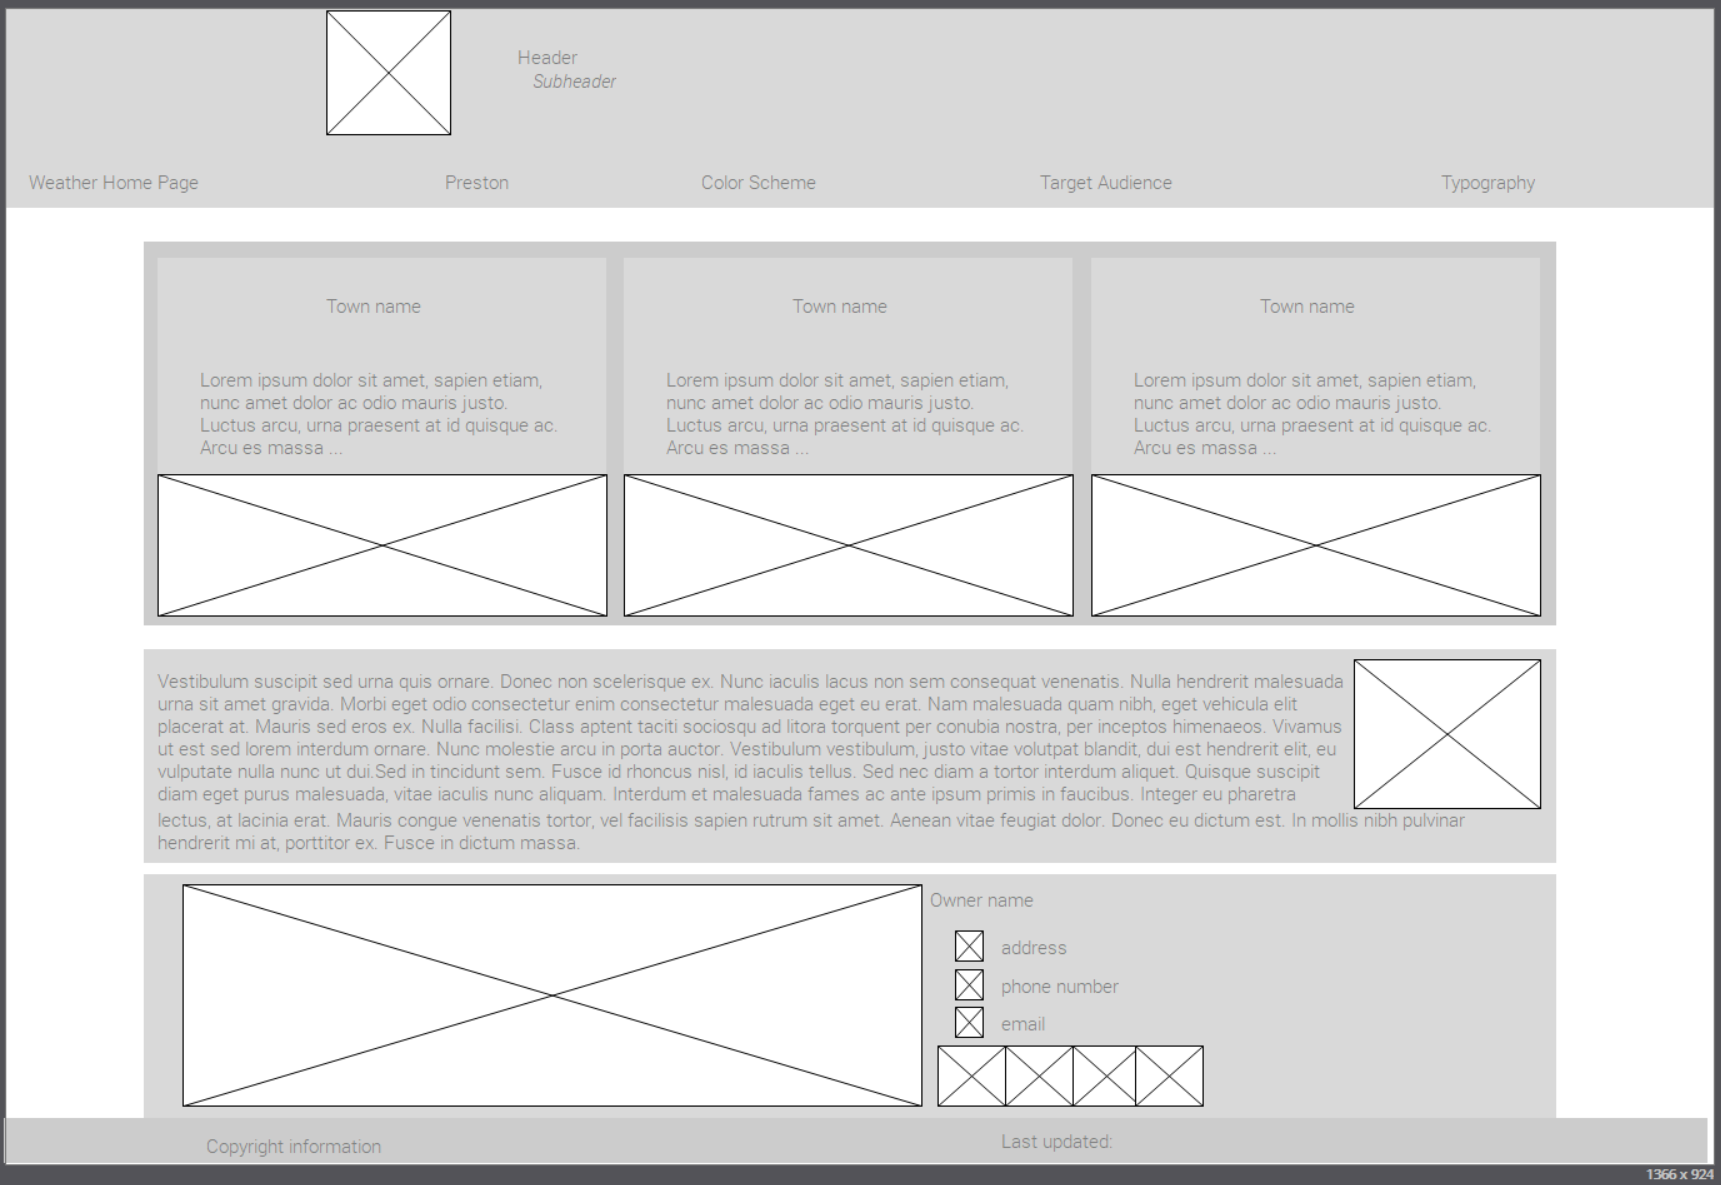 Header
Subheader
Weather Home Page Preston Color Scheme Target Audience Typography
Town name
Lorem ipsum dolor sit amet, sapien etiam,
nunc amet dolor ac odio mauris justo.
Luctus arcu, urna praesent at id quisque ac.
Arcu es massa ...
Town name
Lorem ipsum dolor sit amet, sapien etiam,
nunc amet dolor ac odio mauris justo.
Luctus arcu, urna praesent at id quisque ac.
Arcu es massa ...
Town name
Lorem ipsum dolor sit amet, sapien etiam,
nunc amet dolor ac odio mauris justo.
Luctus arcu, urna praesent at id quisque ac.
Arcu es massa ...
Vestibulum suscipit sed urna quis ornare. Donec non scelerisque ex. Nunc iaculis lacus non sem consequat venenatis. Nulla hendrerit malesuada
urna sit amet gravida. Morbi eget odio consectetur enim consectetur malesuada eget eu erat. Nam malesuada quam nibh, eget vehicula elit
placerat at. Mauris sed eros ex. Nulla facilisi. Class aptent taciti sociosqu ad litora torquent per conubia nostra, per inceptos himenaeos. Vivamus
ut est sed lorem interdum ornare. Nunc molestie arcu in porta auctor. Vestibulum vestibulum, justo vitae volutpat blandit, dui est hendrerit elit, eu
vulputate nulla nunc ut dui.Sed in tincidunt sem. Fusce id rhoncus nisl, id iaculis tellus. Sed nec diam a tortor interdum aliquet. Quisque suscipit
diam eget purus malesuada, vitae iaculis nunc aliquam. Interdum et malesuada fames ac ante ipsum primis in faucibus. Integer eu pharetra
lectus, at lacinia erat. Mauris congue venenatis tortor, vel facilisis sapien rutrum sit amet. Aenean vitae feugiat dolor. Donec eu dictum est. In mollis nibh pulvinar
hendrerit mi at, porttitor ex. Fusce in dictum massa.
Owner name
address
phone number
email
Copyright information
Last updated:
1366 x 924